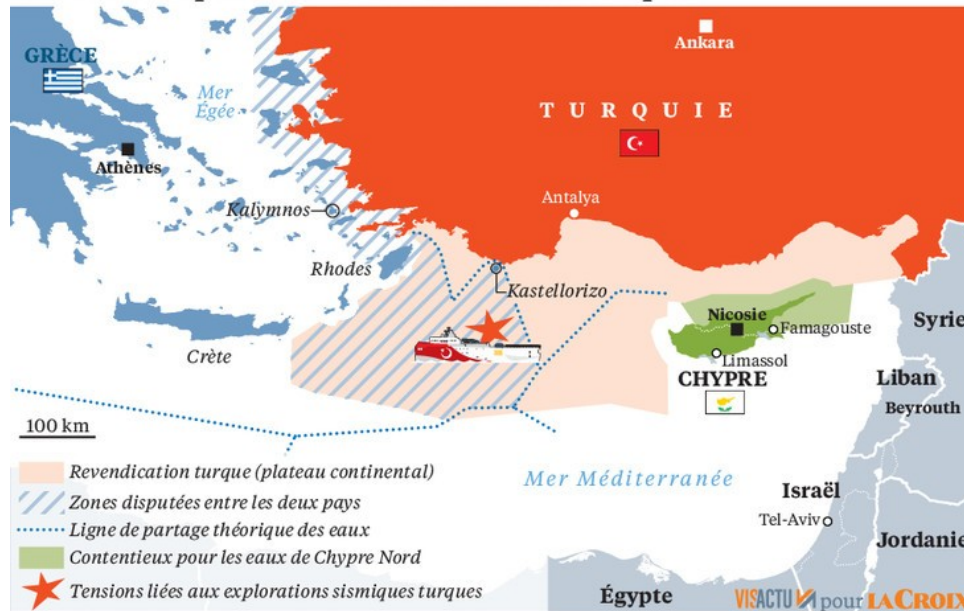 Ankara
GRÈCE
Mer
Égée
TURQUIE
Athènes
Antalya
Kalymnos
Rhodes
Kastellorizo
Nicosie
Famagouste
Syrie
Crète
Limassol
CHYPRE
Liban
Beyrouth
100 km
Revendication turque (plateau continental)
Mer Méditerranée
Zones disputées entre les deux pays
Israël
Ligne de partage théorique des eaux
Tel-Aviv
Contentieux pour les eaux de Chypre Nord
Jordanie
Tensions liées aux explorations sismiques turques
Égypte
VISACTU pour LA CROIX